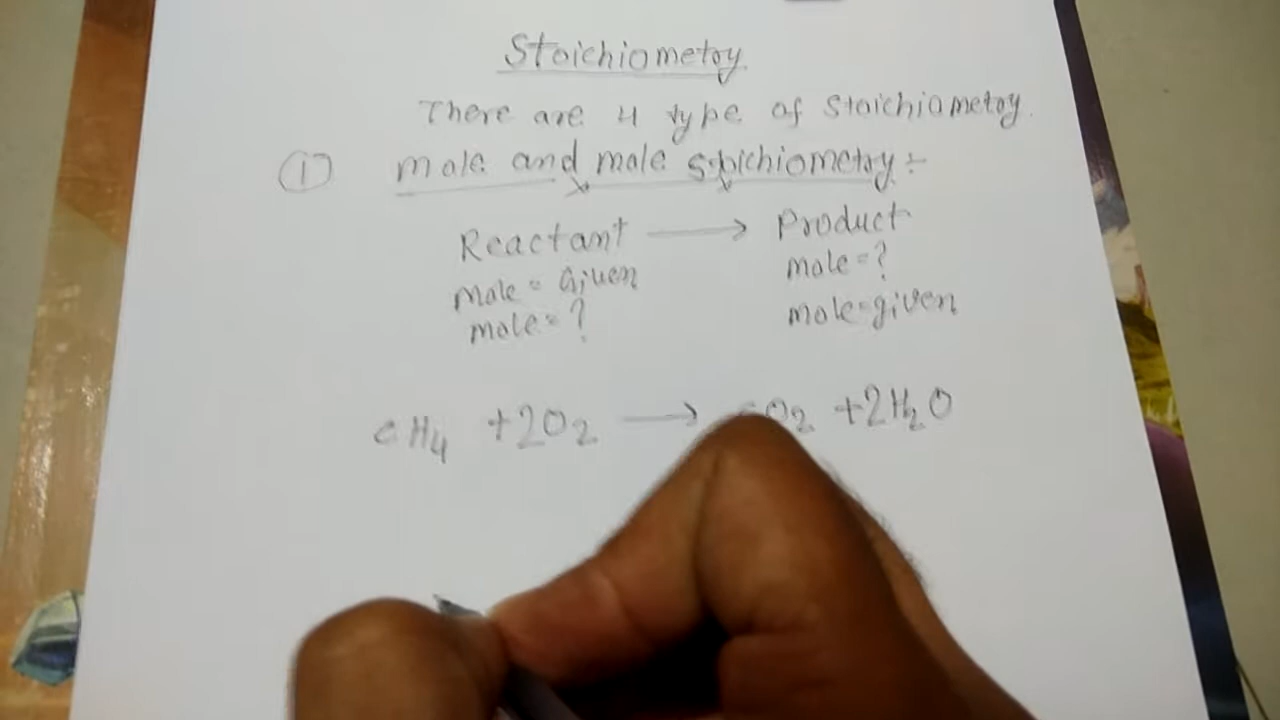 Stoichiometry
There are 4 type of Stoichiometry.
① mole and mole stoichiometry:-
Reactant → Product
mole = Given mole = ?
mole = ? mole = given
CH₄ + 2O₂ → CO₂ + 2H₂O